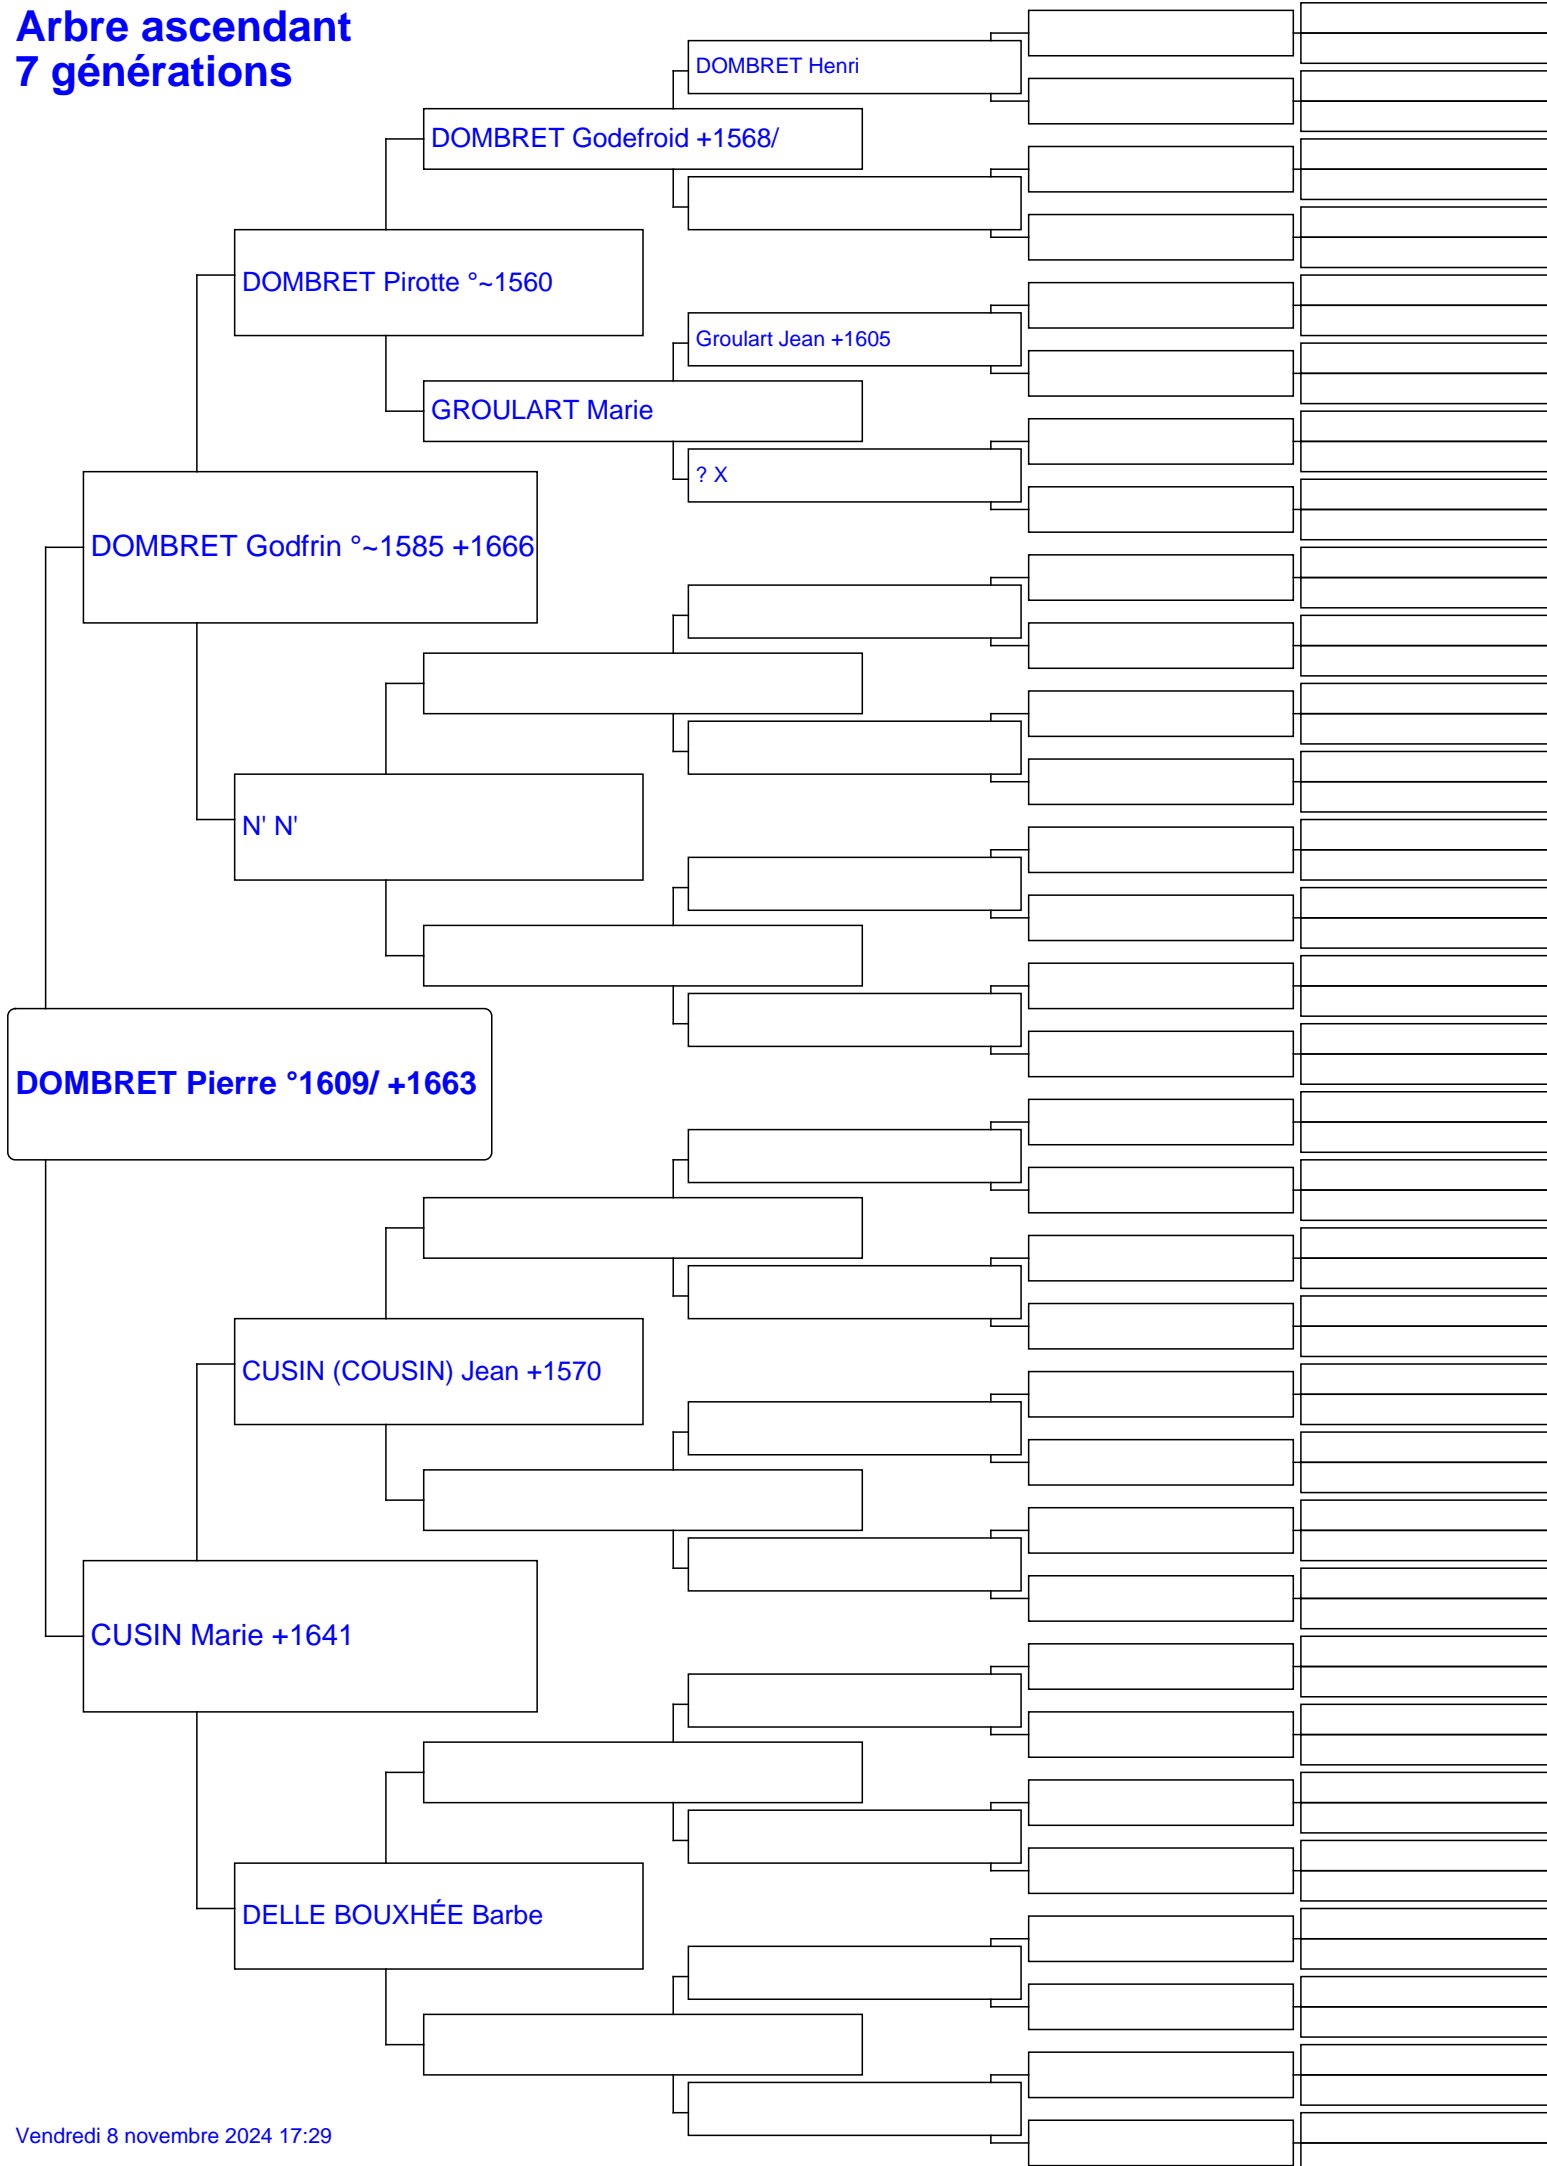 Arbre ascendant
7 générations
DOMBRET Henri
DOMBRET Godefroid +1568/
DOMBRET Pirotte °~1560
Groulart Jean +1605
GROULART Marie
? X
DOMBRET Godfrin °~1585 +1666
N' N'
DOMBRET Pierre °1609/ +1663
CUSIN (COUSIN) Jean +1570
CUSIN Marie +1641
DELLE BOUXHÉE Barbe
Vendredi 8 novembre 2024 17:29